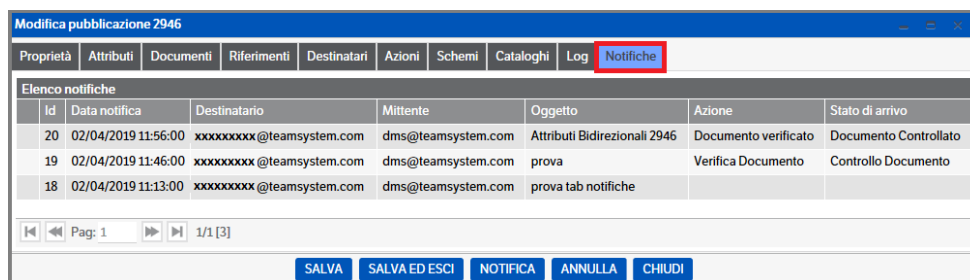 Modifica pubblicazione 2946
Proprietà Attributi Documenti Riferimenti Destinatari Azioni Schemi Cataloghi Log Notifiche
Elenco notifiche
Id Data notifica Destinatario Mittente Oggetto Azione Stato di arrivo
20 02/04/2019 11:56:00 xxxxxxxxx@teamsystem.com dms@teamsystem.com Attributi Bidirezionali 2946 Documento verificato Documento Controllato
19 02/04/2019 11:46:00 xxxxxxxxx@teamsystem.com dms@teamsystem.com prova Verifica Documento Controllo Documento
18 02/04/2019 11:13:00 xxxxxxxxx@teamsystem.com dms@teamsystem.com prova tab notifiche
Pag: 1 1/1 [3]
SALVA SALVA ED ESCI NOTIFICA ANNULLA CHIUDI